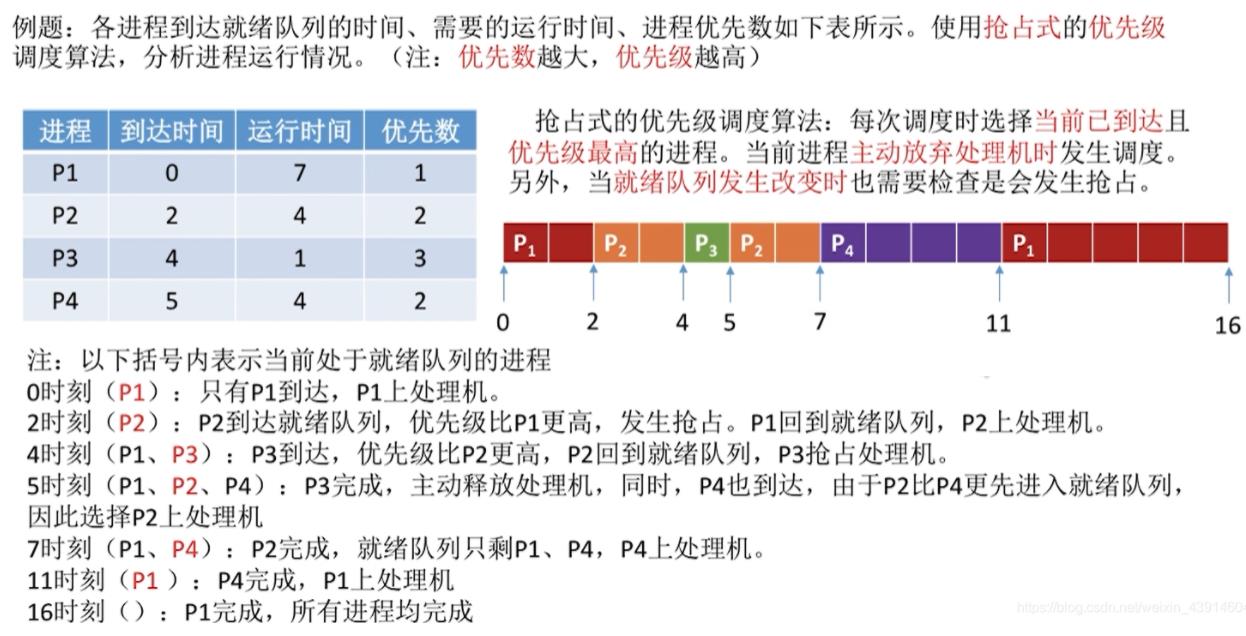 例题：各进程到达就绪队列的时间、需要的运行时间、进程优先数如下表所示。使用抢占式的优先级
调度算法，分析进程运行情况。（注：优先数越大，优先级越高）
进程 到达时间 运行时间 优先数
P1 0 7 1
P2 2 4 2
P3 4 1 3
P4 5 4 2
抢占式的优先级调度算法：每次调度时选择当前已到达且
优先级最高的进程。当前进程主动放弃处理机时发生调度。
另外，当就绪队列发生改变时也需要检查是会发生抢占。
P1 P2 P3 P2 P4 P1
0 2 4 5 7 11 16
注：以下括号内表示当前处于就绪队列的进程
0时刻（P1）：只有P1到达，P1上处理机。
2时刻（P2）：P2到达就绪队列，优先级比P1更高，发生抢占。P1回到就绪队列，P2上处理机。
4时刻（P1、P3）：P3到达，优先级比P2更高，P2回到就绪队列，P3抢占处理机。
5时刻（P1、P2、P4）：P3完成，主动释放处理机，同时，P4也到达，由于P2比P4更先进入就绪队列，
因此选择P2上处理机
7时刻（P1、P4）：P2完成，就绪队列只剩P1、P4，P4上处理机。
11时刻（P1 ）：P4完成，P1上处理机
16时刻（）：P1完成，所有进程均完成